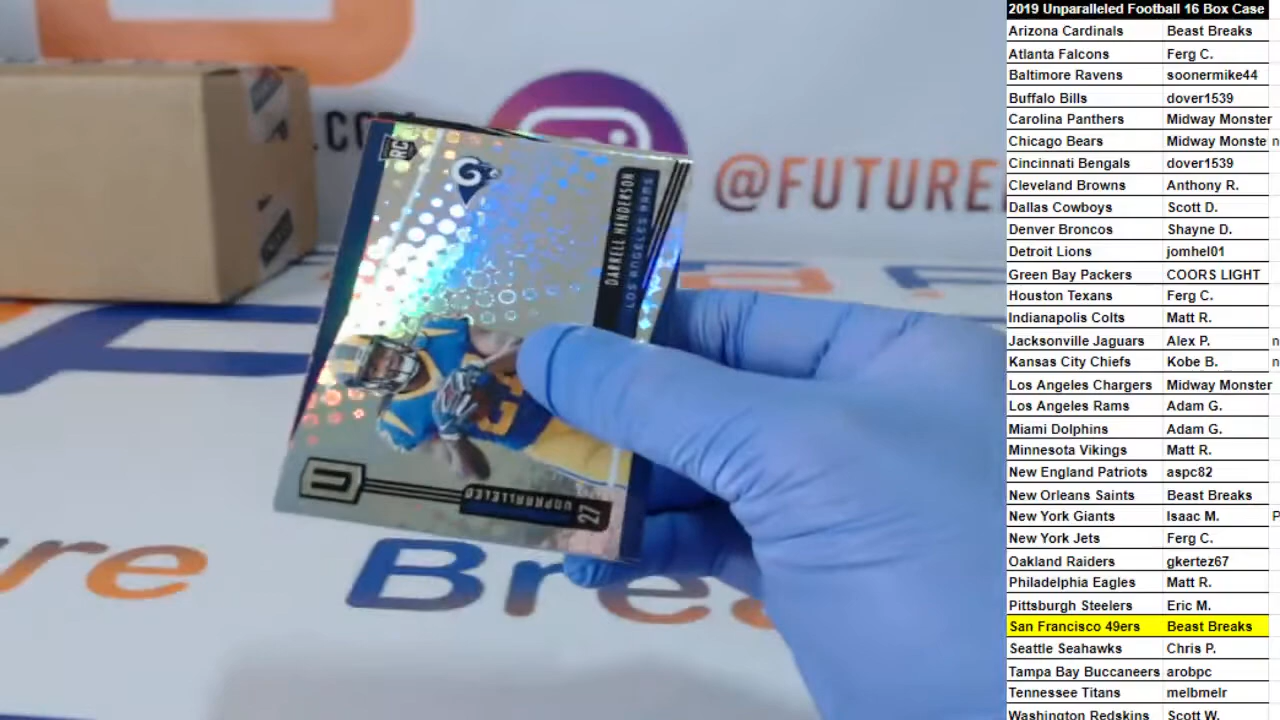 .C
@FUTURE
RC
DARRELL HENDERSON
LOS ANGELES RAMS
U
UNPARALLELED
27
re
Bre
2019 Unparalleled Football 16 Box Case
Arizona Cardinals Beast Breaks
Atlanta Falcons Ferg C.
Baltimore Ravens soonermike44
Buffalo Bills dover1539
Carolina Panthers Midway Monster
Chicago Bears Midway Monste n
Cincinnati Bengals dover1539
Cleveland Browns Anthony R.
Dallas Cowboys Scott D.
Denver Broncos Shayne D.
Detroit Lions jomhel01
Green Bay Packers COORS LIGHT
Houston Texans Ferg C.
Indianapolis Colts Matt R.
Jacksonville Jaguars Alex P. n
Kansas City Chiefs Kobe B. n
Los Angeles Chargers Midway Monster
Los Angeles Rams Adam G.
Miami Dolphins Adam G.
Minnesota Vikings Matt R.
New England Patriots aspc82
New Orleans Saints Beast Breaks
New York Giants Isaac M. P
New York Jets Ferg C.
Oakland Raiders gkertez67
Philadelphia Eagles Matt R.
Pittsburgh Steelers Eric M.
San Francisco 49ers Beast Breaks
Seattle Seahawks Chris P.
Tampa Bay Buccaneers arobpc
Tennessee Titans melbmelr
Washington Redskins Scott W.